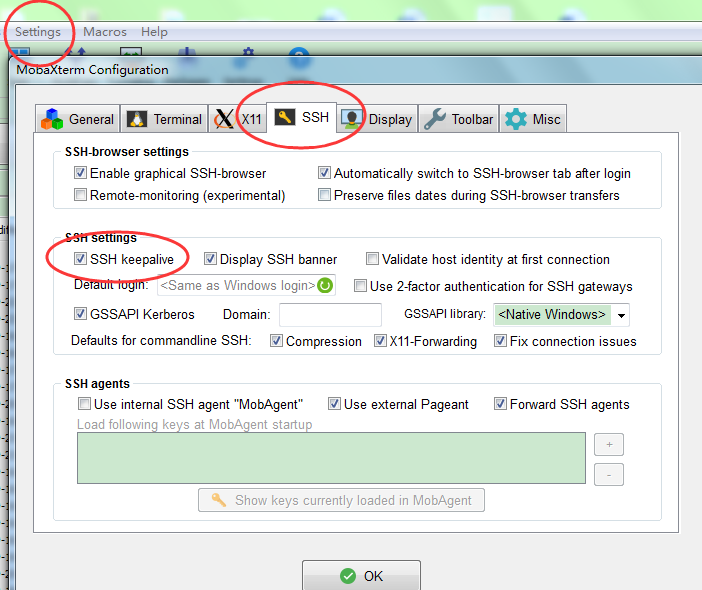 Settings Macros Help
MobaXterm Configuration
General Terminal X11 SSH Display Toolbar Misc
SSH-browser settings
Enable graphical SSH-browser Automatically switch to SSH-browser tab after login
Remote-monitoring (experimental) Preserve files dates during SSH-browser transfers
SSH settings
SSH keepalive Display SSH banner Validate host identity at first connection
Default login: <Same as Windows login> Use 2-factor authentication for SSH gateways
GSSAPI Kerberos Domain: GSSAPI library: <Native Windows>
Defaults for commandline SSH: Compression X11-Forwarding Fix connection issues
SSH agents
Use internal SSH agent "MobAgent" Use external Pageant Forward SSH agents
Load following keys at MobAgent startup
+
-
Show keys currently loaded in MobAgent
OK